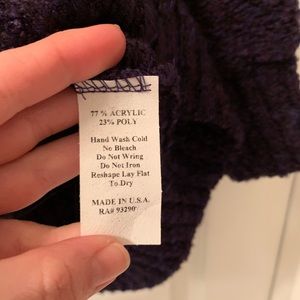 77 % ACRYLIC
23% POLY
Hand Wash Cold
No Bleach
Do Not Wring
Do Not Iron
Reshape Lay Flat
To Dry
MADE IN U.S.A.
RA# 93290